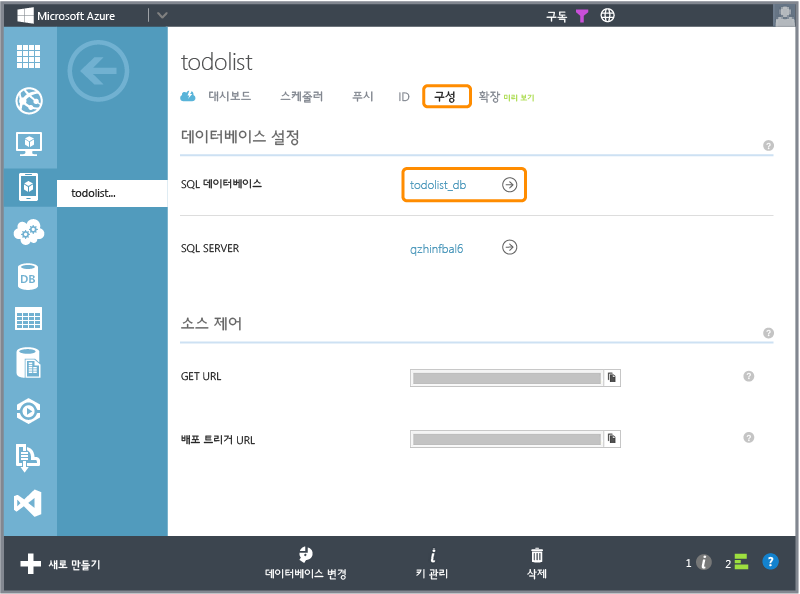 Microsoft Azure
구독
todolist
대시보드 스케줄러 푸시 ID 구성 확장 미리 보기
데이터베이스 설정
?
SQL 데이터베이스 todolist_db
todolist...
SQL SERVER qzhinfbal6
DB
소스 제어
?
GET URL ?
배포 트리거 URL ?
새로 만들기 데이터베이스 변경 i 키 관리 삭제 1 i 2 ?